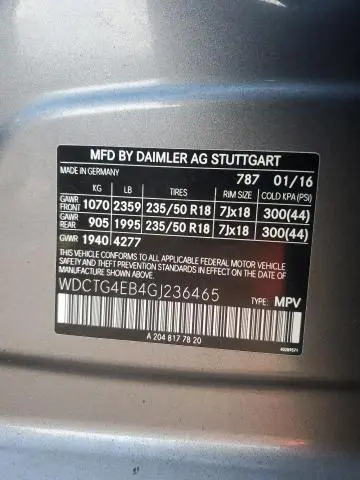 MFD BY DAIMLER AG STUTTGART
MADE IN GERMANY 787 01/16
KG LB TIRES RIM SIZE COLD KPA (PSI)
GAWR FRONT 1070 2359 235/50 R18 7Jx18 300(44)
GAWR REAR 905 1995 235/50 R18 7Jx18 300(44)
GVWR 1940 4277
THIS VEHICLE CONFORMS TO ALL APPLICABLE
U.S. FEDERAL MOTOR VEHICLE
SAFETY AND THEFT PREVENTION
STANDARDS IN EFFECT ON THE DATE OF
MANUFACTURE SHOWN ABOVE.
WDCTG4EB4GJ236465 TYPE: MPV
A 204 817 78 20